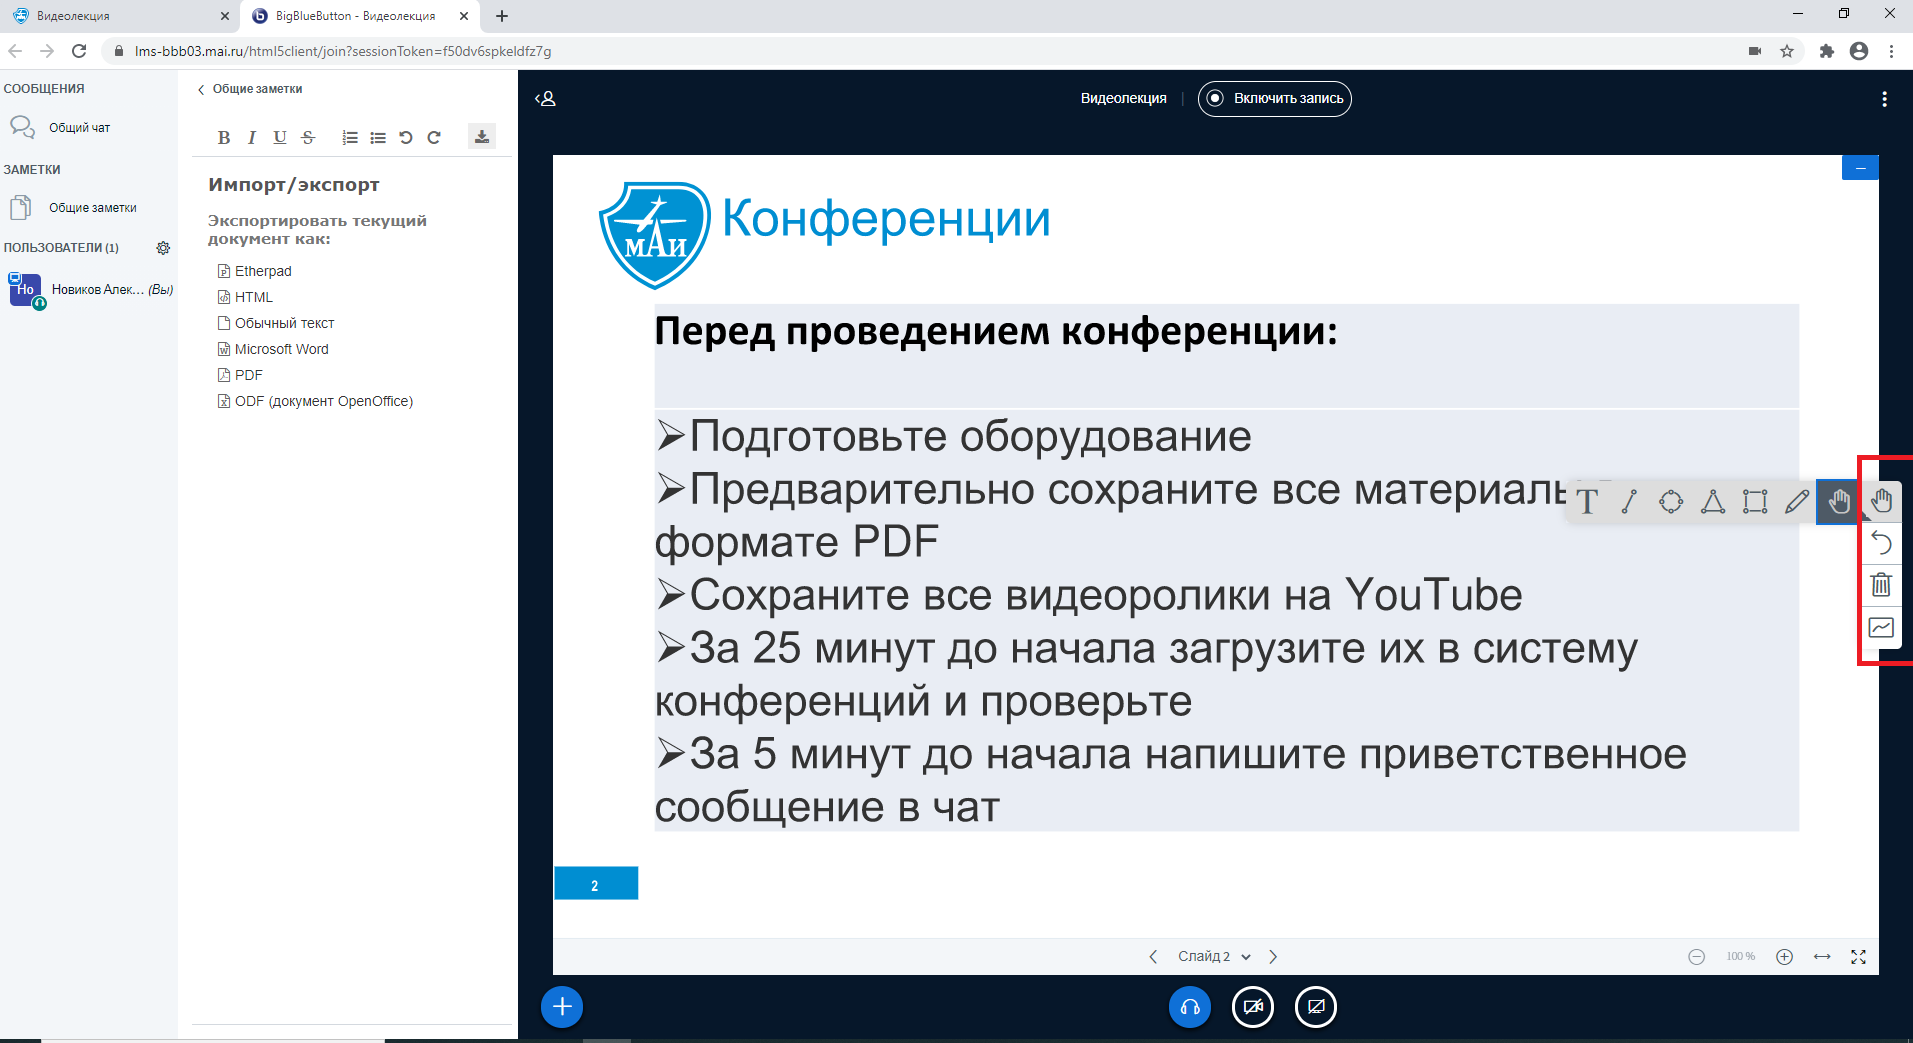 Видеолекция
BigBlueButton - Видеолекция
lms-bbb03.mai.ru/html5client/join?sessionToken=f50dv6spkeldfz7g
СООБЩЕНИЯ
Общий чат
ЗАМЕТКИ
Общие заметки
ПОЛЬЗОВАТЕЛИ (1)
Но
Новиков Алек... (Вы)
Общие заметки
B I U S
Импорт/экспорт
Экспортировать текущий
документ как:
Etherpad
HTML
Обычный текст
Microsoft Word
PDF
ODF (документ OpenOffice)
Видеолекция
Включить запись
МАИ
Конференции
Перед проведением конференции:
Подготовьте оборудование
Предварительно сохраните все
формате PDF
Сохраните все видеоролики на YouTube
За 25 минут до начала загрузите их в систему
конференций и проверьте
За 5 минут до начала напишите приветственное
сообщение в чат
T
2
Слайд 2
100 %